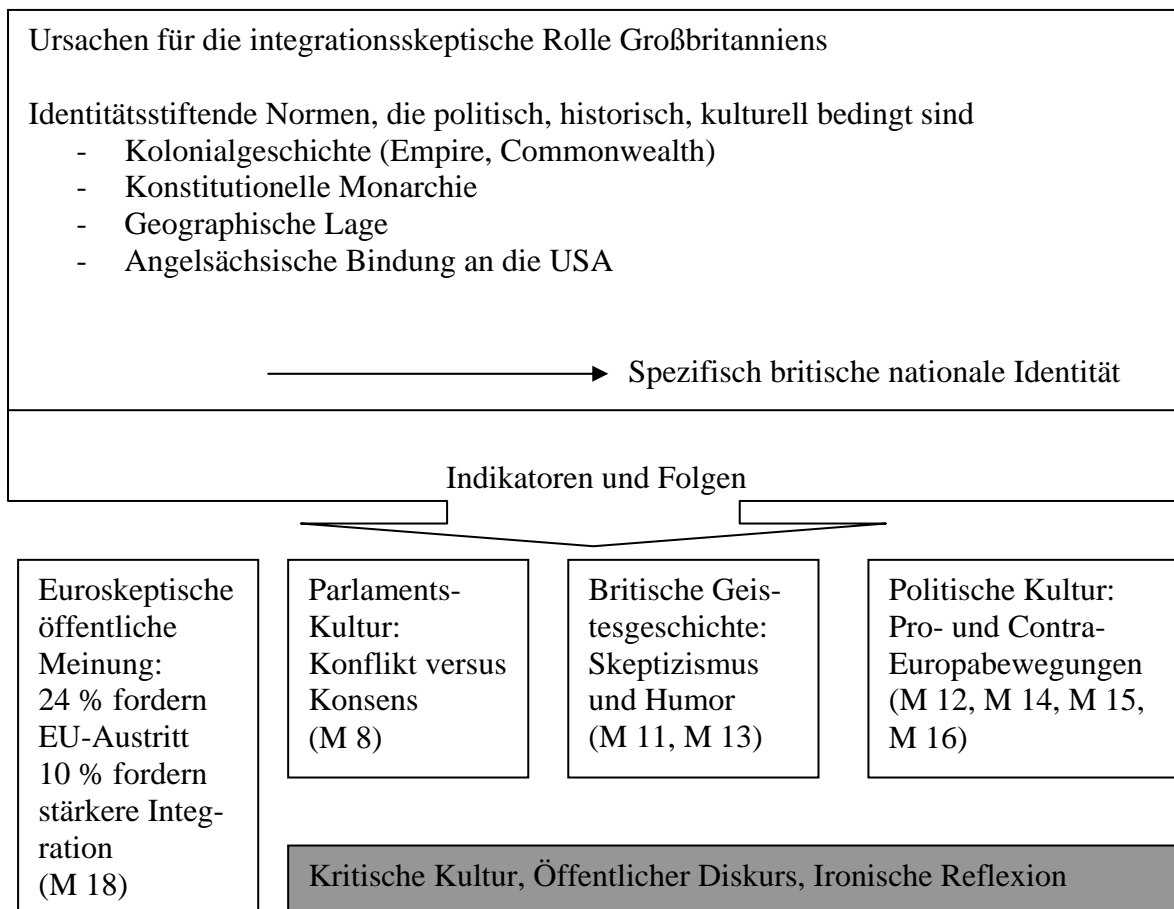 Ursachen für die integrationsskeptische Rolle Großbritanniens
Identitätsstiftende Normen, die politisch, historisch, kulturell bedingt sind
- Kolonialgeschichte (Empire, Commonwealth)
- Konstitutionelle Monarchie
- Geographische Lage
- Angelsächsische Bindung an die USA
Spezifisch britische nationale Identität
Indikatoren und Folgen
Euroskeptische
öffentliche
Meinung:
24 % fordern
EU-Austritt
10 % fordern
stärkere Integ-
ration
(M 18)
Parlaments-
Kultur:
Konflikt versus
Konsens
(M 8)
Britische Geis-
tesgeschichte:
Skeptizismus
und Humor
(M 11, M 13)
Politische Kultur:
Pro- und Contra-
Europabewegungen
(M 12, M 14, M 15,
M 16)
Kritische Kultur, Öffentlicher Diskurs, Ironische Reflexion